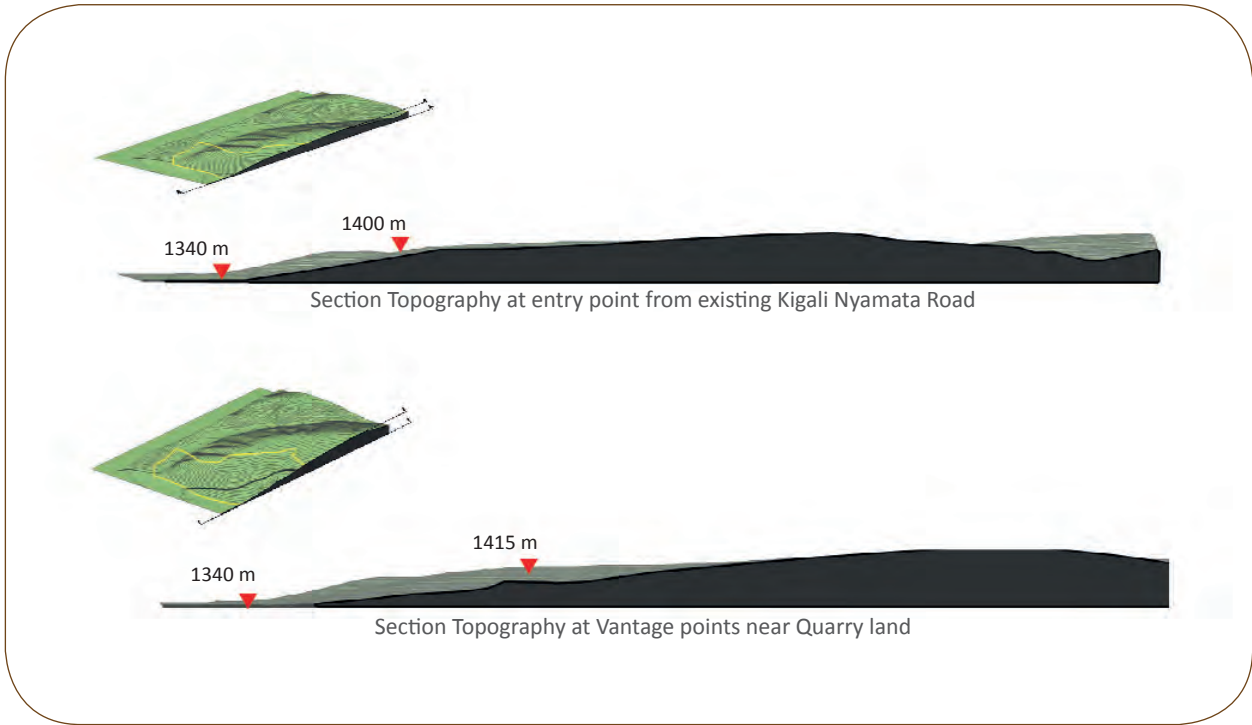 1400 m
1340 m
Section Topography at entry point from existing Kigali Nyamata Road
1415 m
1340 m
Section Topography at Vantage points near Quarry land